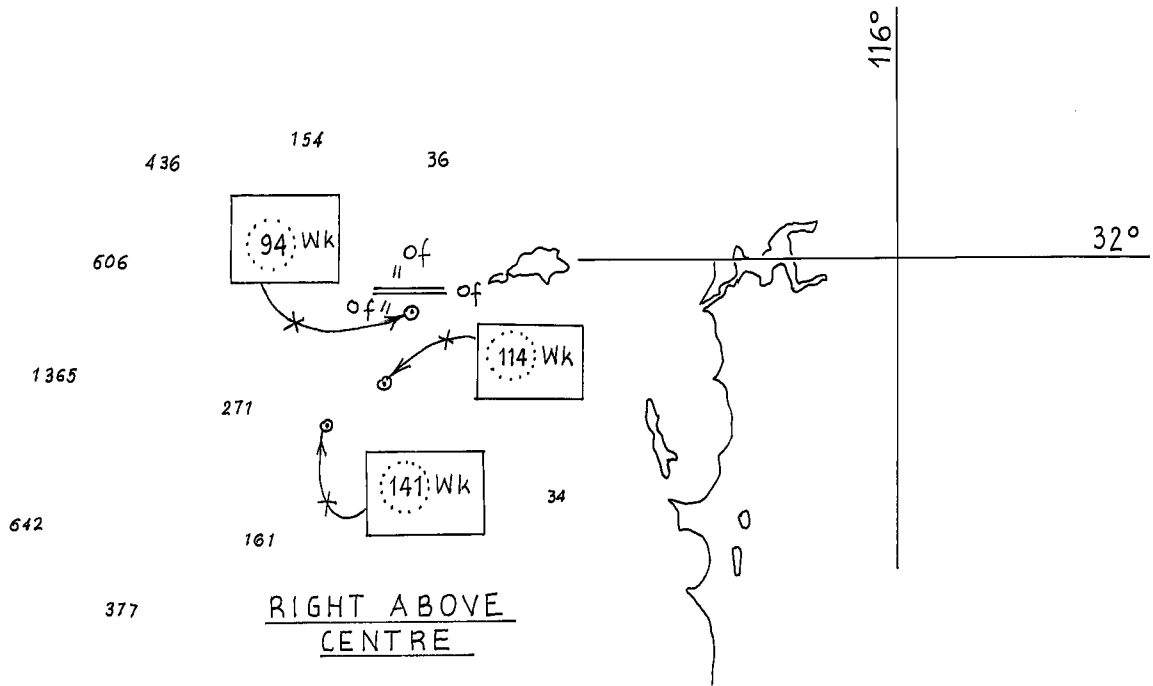 116°
154
436
36
94 Wk
32°
606
"Of
Of"
Of
114 Wk
1365
271
141 Wk
34
642
161
377
RIGHT ABOVE
CENTRE